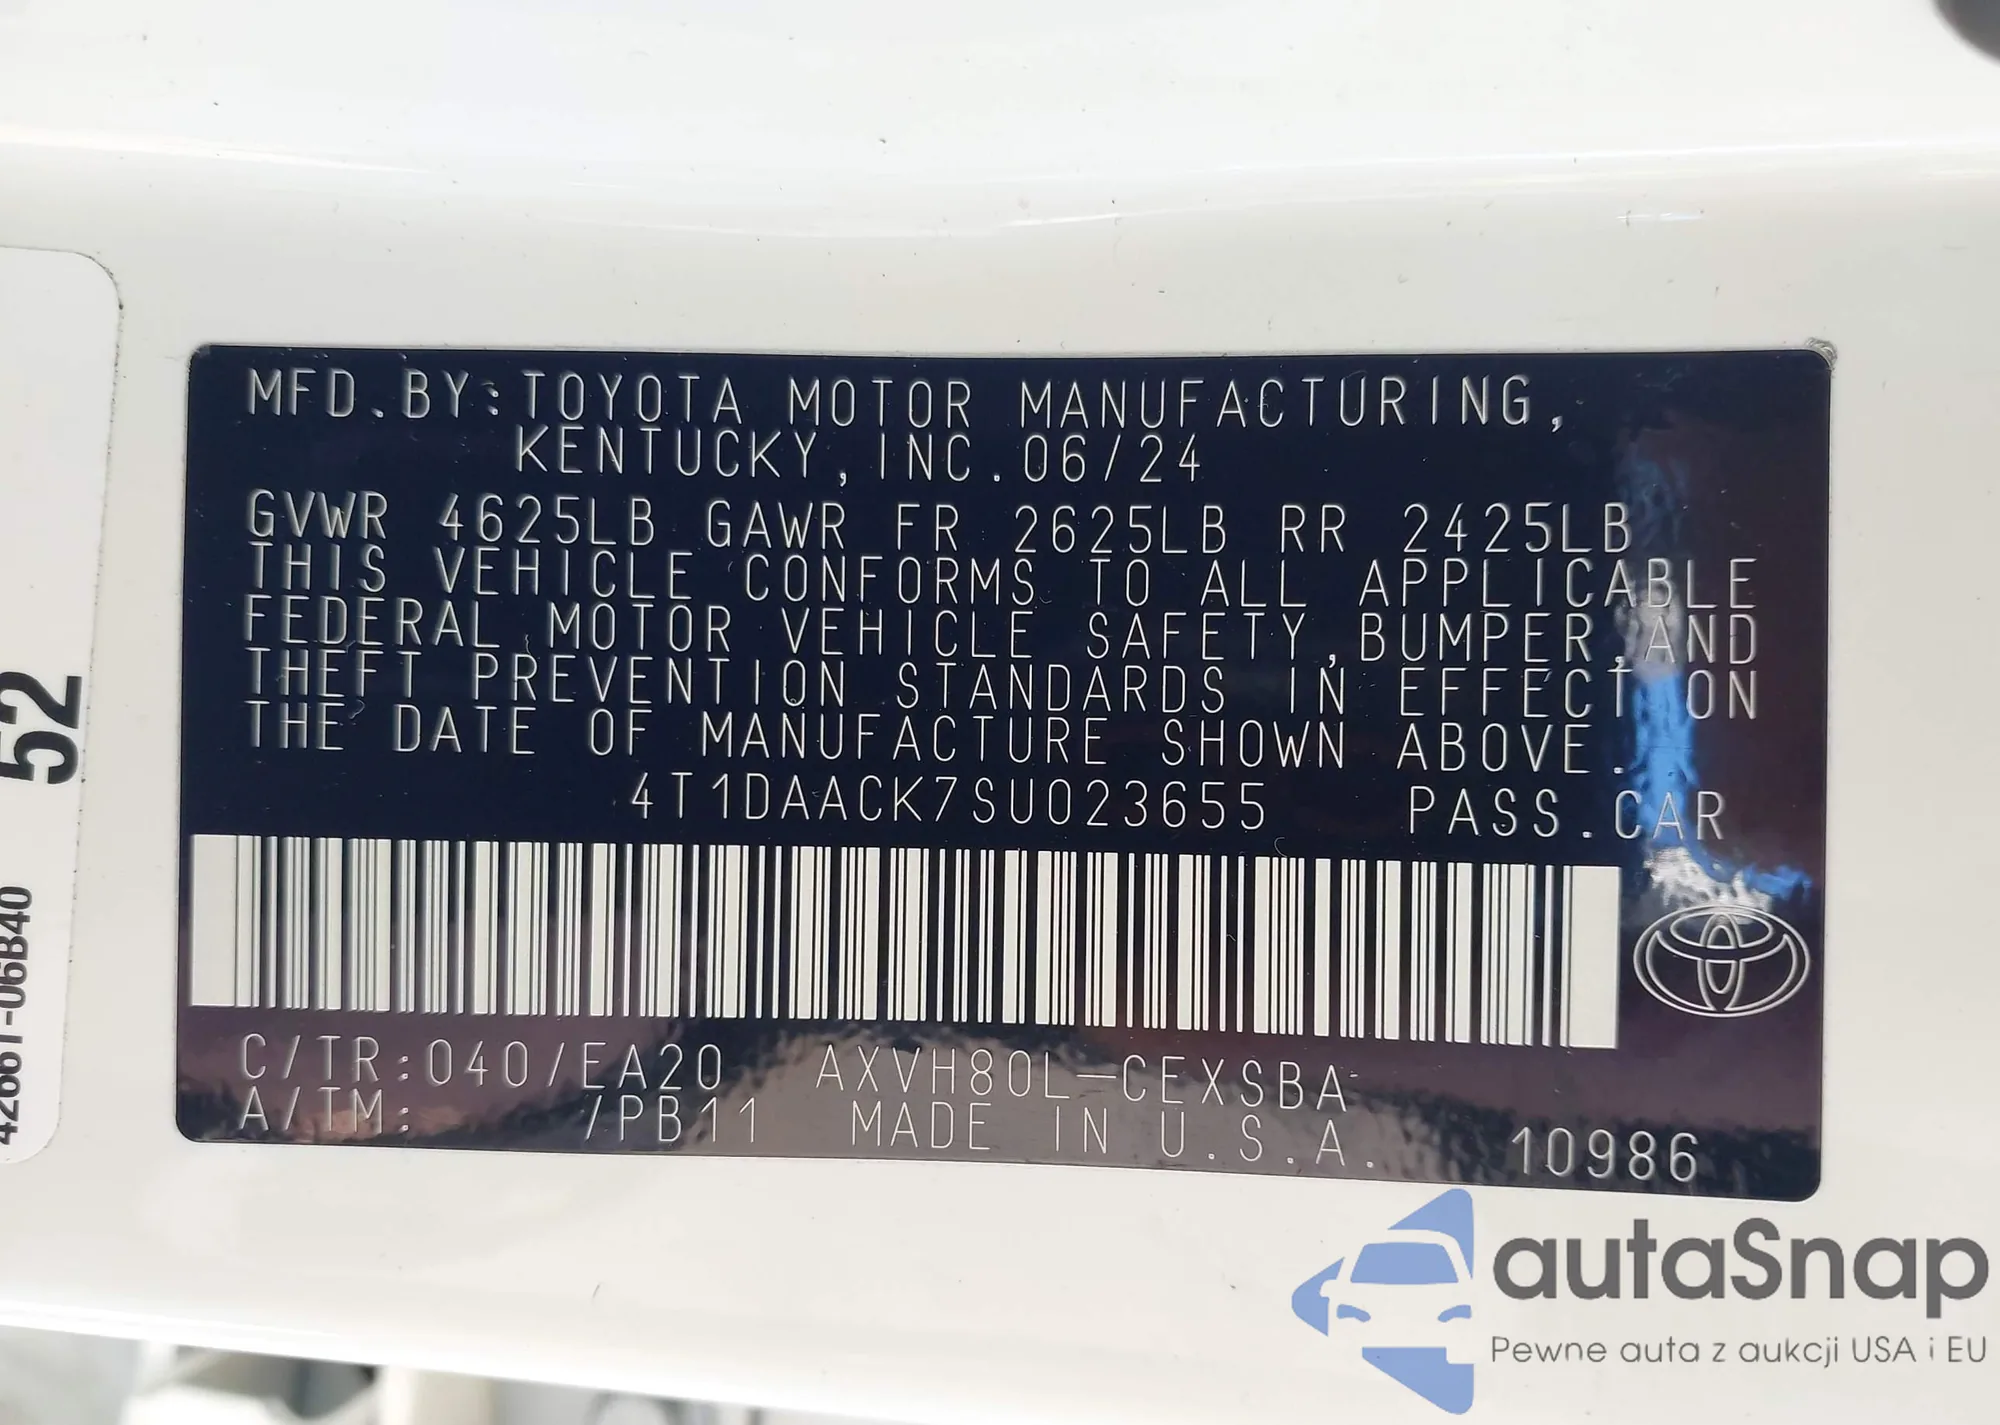 MFD.BY:TOYOTA MOTOR MANUFACTURING,
KENTUCKY,INC.06/24
GVWR 4625LB GAWR FR 2625LB RR 2425LB
THIS VEHICLE CONFORMS TO ALL APPLICABLE
FEDERAL MOTOR VEHICLE SAFETY,BUMPER,AND
THEFT PREVENTION STANDARDS IN EFFECT ON
THE DATE OF MANUFACTURE SHOWN ABOVE.
4T1DAACK7SU023655 PASS.CAR
C/TR:040/EA20 AXVH80L-CEXSBA
A/TM: /PB11 MADE IN U.S.A. 10986
52
42661-06B40
autaSnap
Pewne auta z aukcji USA i EU